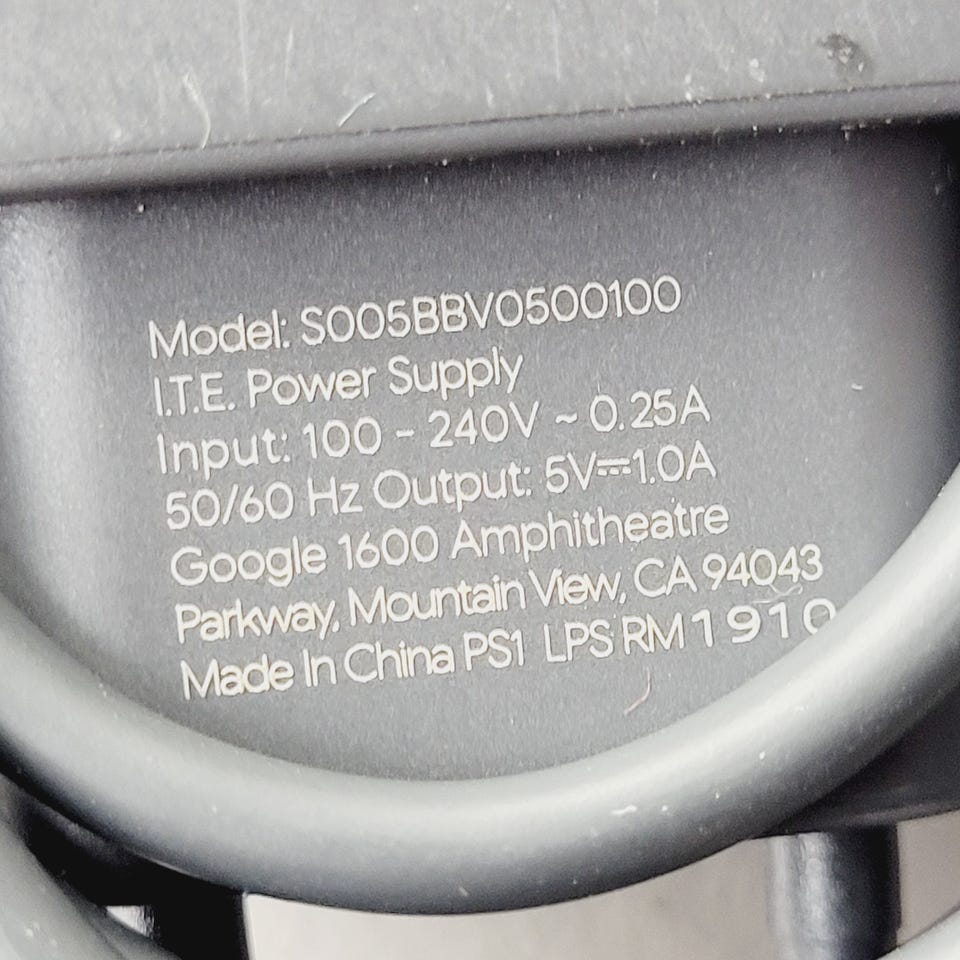 Model: S005BBV0500100
I.T.E. Power Supply
Input: 100 - 240V ~ 0.25A
50/60 Hz Output: 5V⎓1.0A
Google 1600 Amphitheatre
Parkway, Mountain View, CA 94043
Made In China PS1 LPS RM 1910